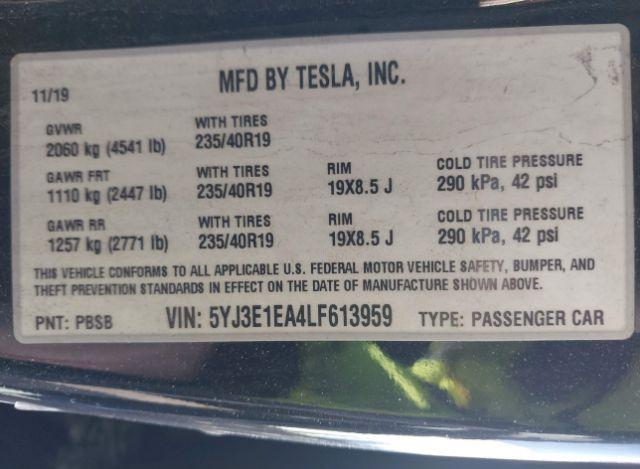 MFD BY TESLA, INC.
11/19
GVWR WITH TIRES
2060 kg (4541 lb) 235/40R19
GAWR FRT WITH TIRES RIM COLD TIRE PRESSURE
1110 kg (2447 lb) 235/40R19 19X8.5 J 290 kPa, 42 psi
GAWR RR WITH TIRES RIM COLD TIRE PRESSURE
1257 kg (2771 lb) 235/40R19 19X8.5 J 290 kPa, 42 psi
THIS VEHICLE CONFORMS TO ALL APPLICABLE U.S. FEDERAL MOTOR VEHICLE SAFETY, BUMPER, AND
THEFT PREVENTION STANDARDS IN EFFECT ON THE DATE OF MANUFACTURE SHOWN ABOVE.
PNT: PBSB VIN: 5YJ3E1EA4LF613959 TYPE: PASSENGER CAR